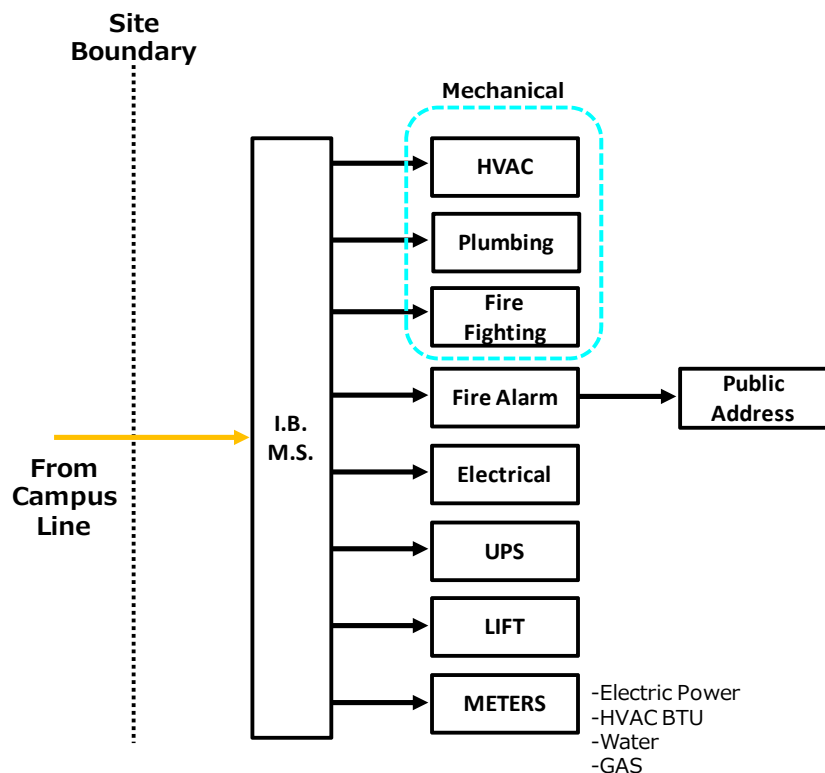 Site
Boundary
Mechanical
HVAC
Plumbing
Fire
Fighting
Fire Alarm
Public
Address
I.B.
M.S.
From
Campus
Line
Electrical
UPS
LIFT
METERS
-Electric Power
-HVAC BTU
-Water
-GAS